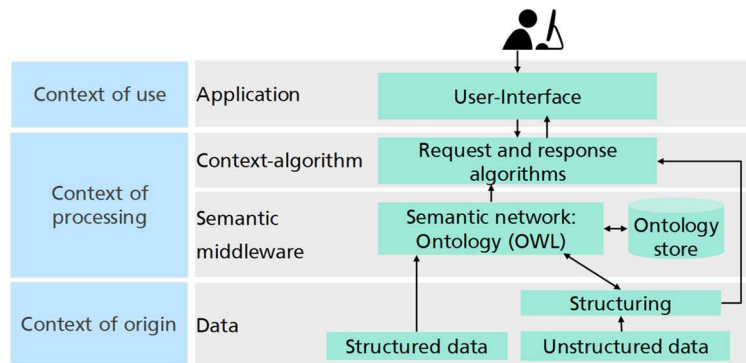 Context of use
Application
User-Interface
Context of
processing
Context-algorithm
Request and response
algorithms
Semantic
middleware
Semantic network:
Ontology (OWL)
Ontology
store
Context of origin
Data
Structuring
Structured data
Unstructured data